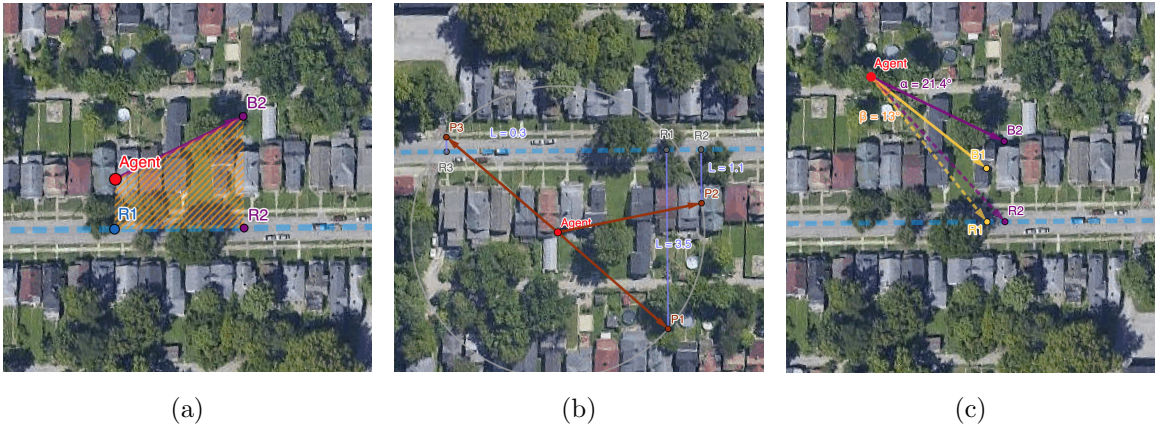 B2
Agent
R1
R2
(a)
P3
L = 0.3
R1
R2
R3
L = 1.1
P2
Agent
L = 3.5
P1
(b)
Agent
α = 21.4°
β = 13°
B2
B1
R2
R1
(c)